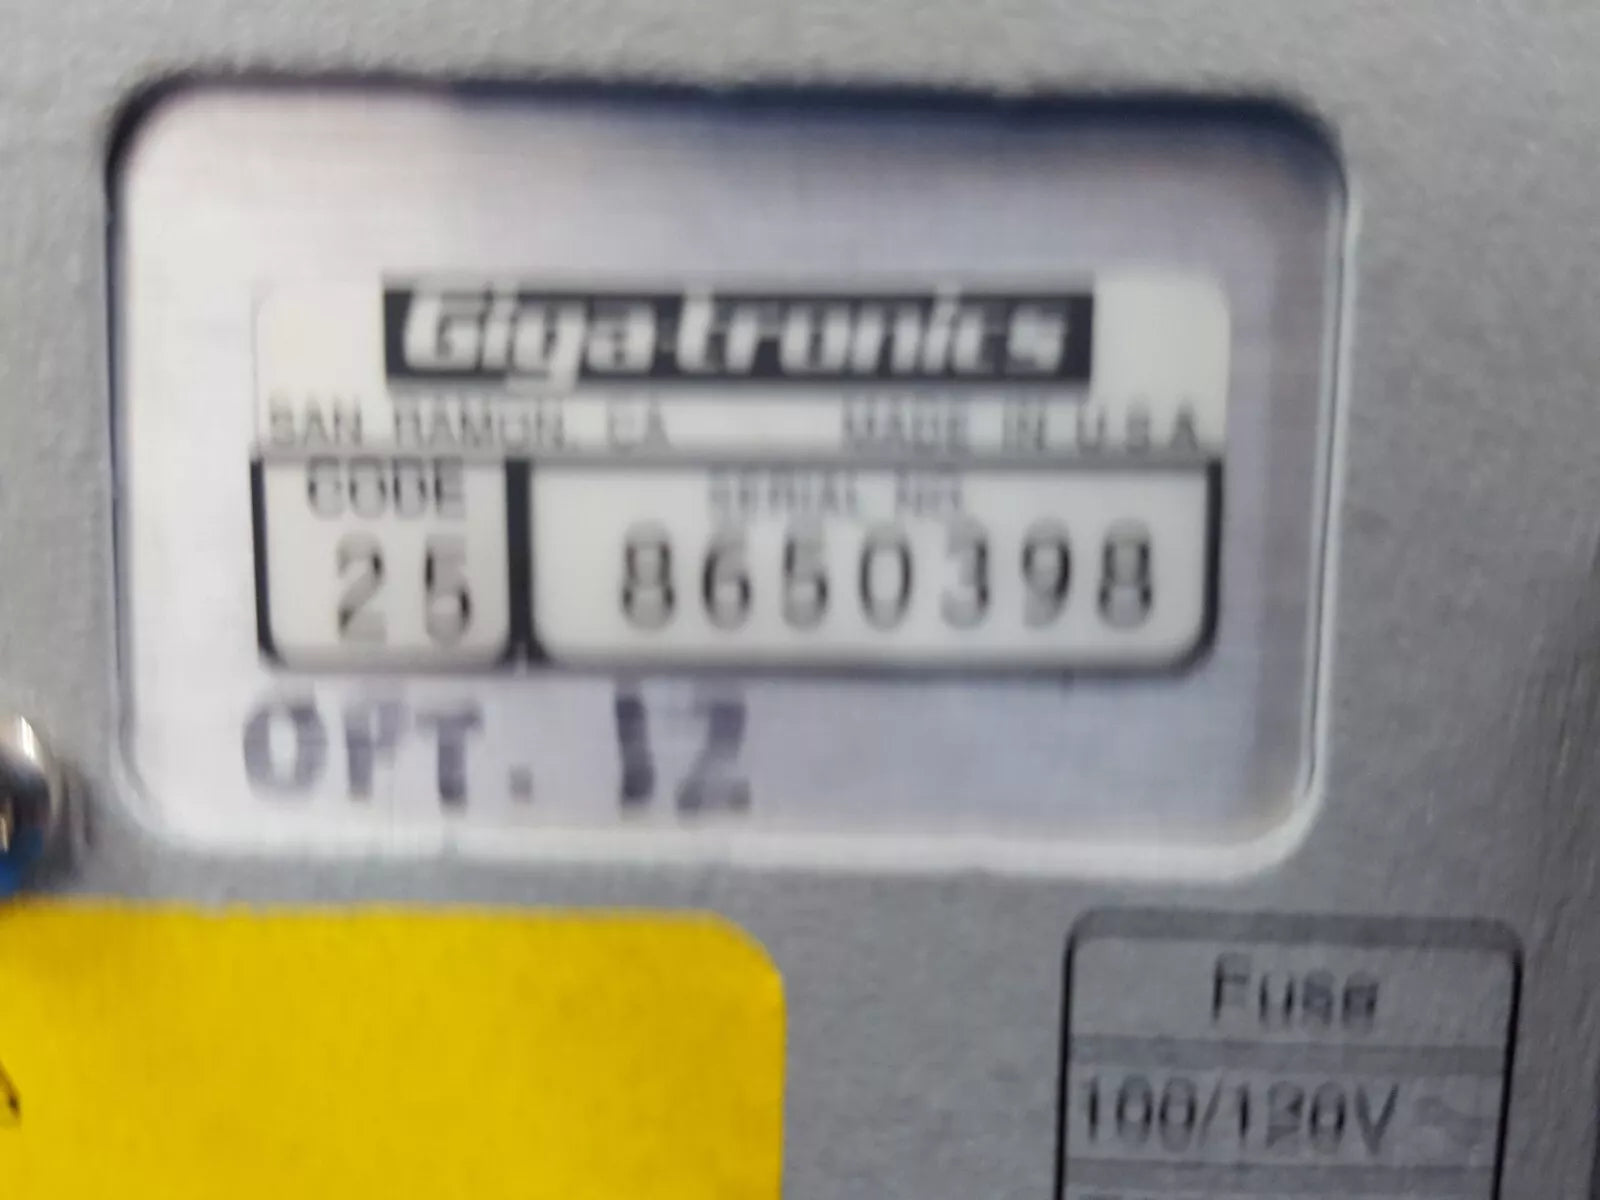 Giga-tronics
SAN RAMON, CA MADE IN U.S.A
CODE SERIAL NO.
25 8650398
OPT. 12
Fuse
100/120V